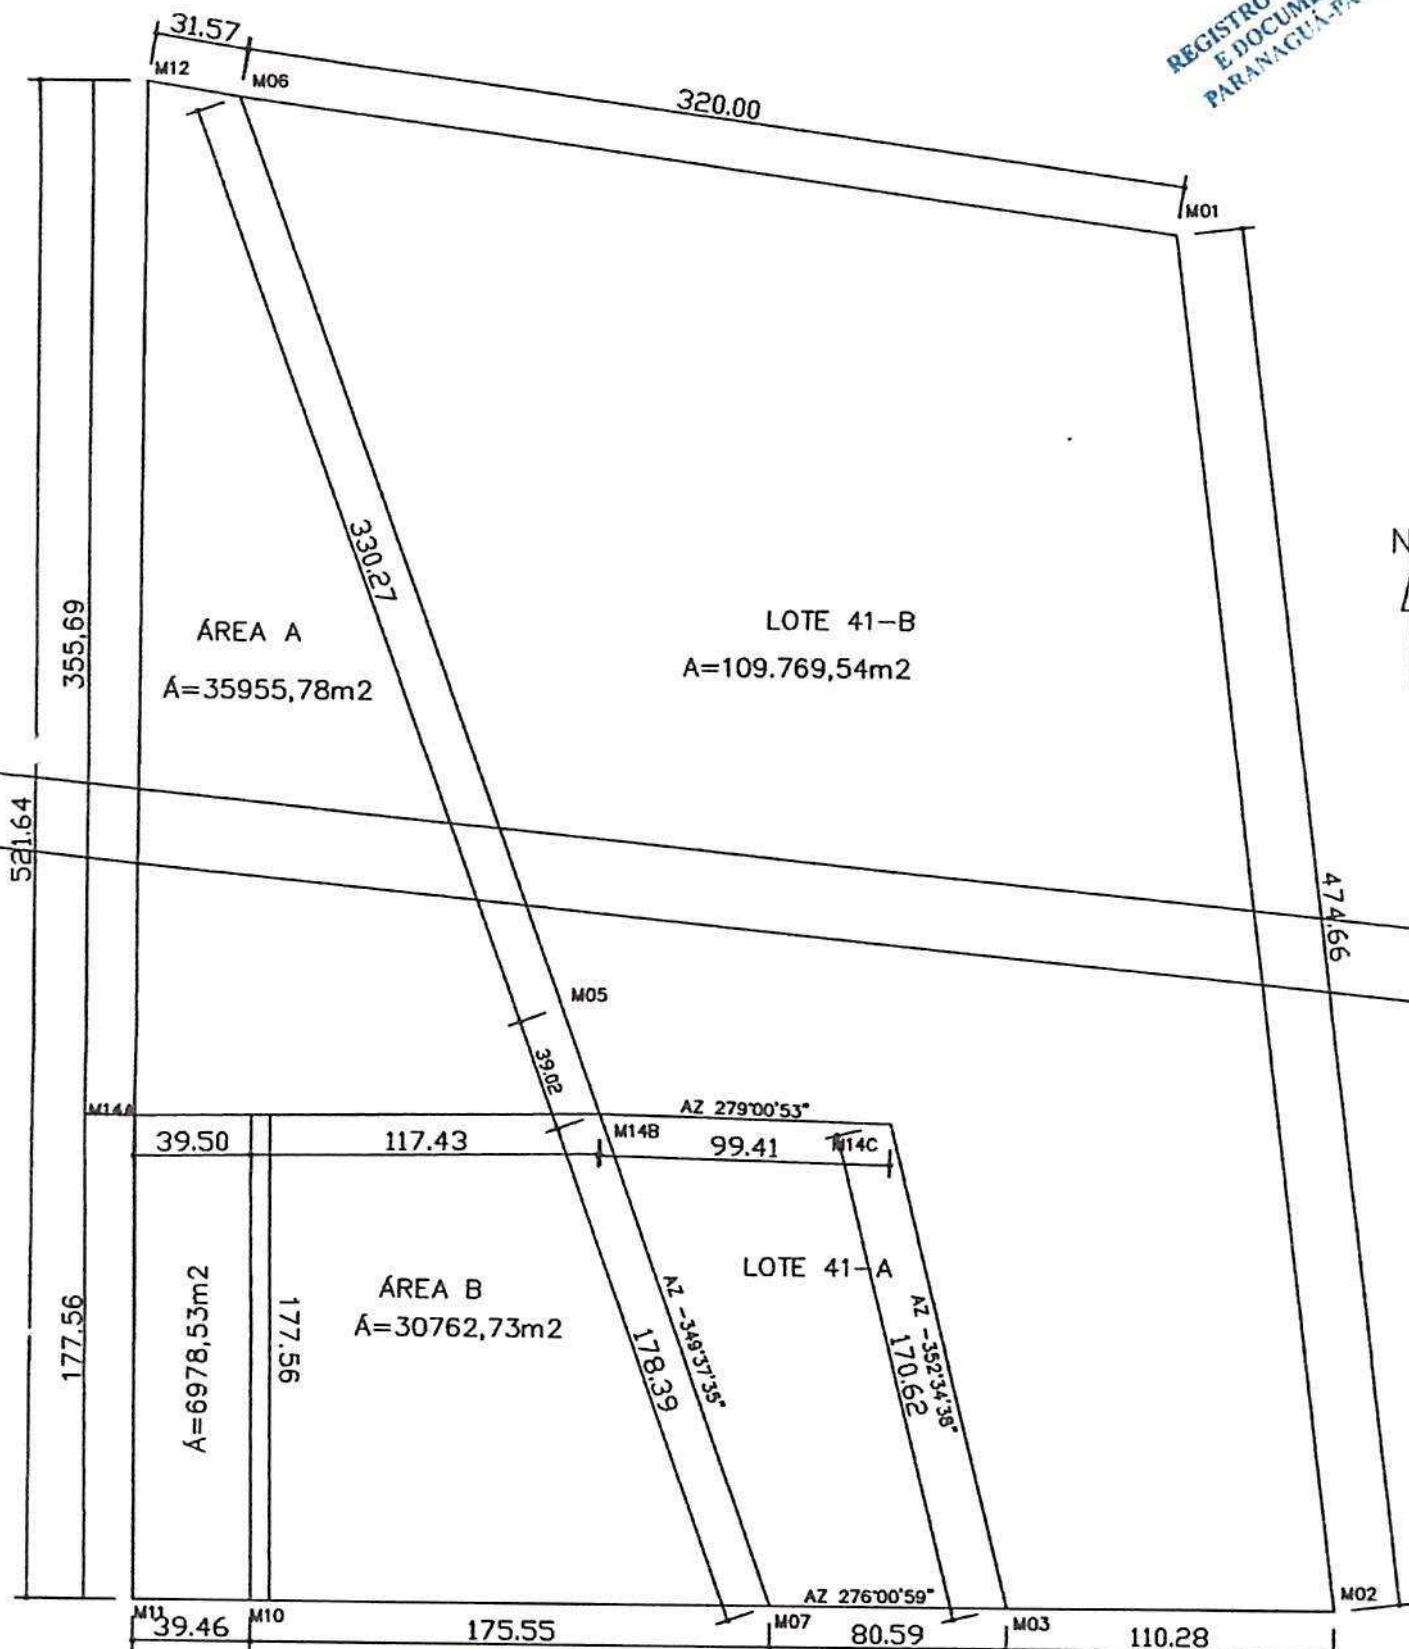 REGISTRO
E DOCUM
PARANAGUÁ-PA
31.57
M12
M06
320.00
M01
N
330.27
355,69
ÁREA A
Á=35955,78m2
LOTE 41-B
A=109.769,54m2
521.64
474.66
M05
39.02
M14A
AZ 279°00'53"
M14B
39.50
117.43
99.41
M14C
LOTE 41-A
ÁREA B
Á=30762,73m2
177.56
Á=6978,53m2
177.56
AZ -349°37'35"
178.39
AZ -352°34'38"
170.62
AZ 276°00'59"
M02
M11
M10
M07
M03
39.46
175.55
80.59
110.28